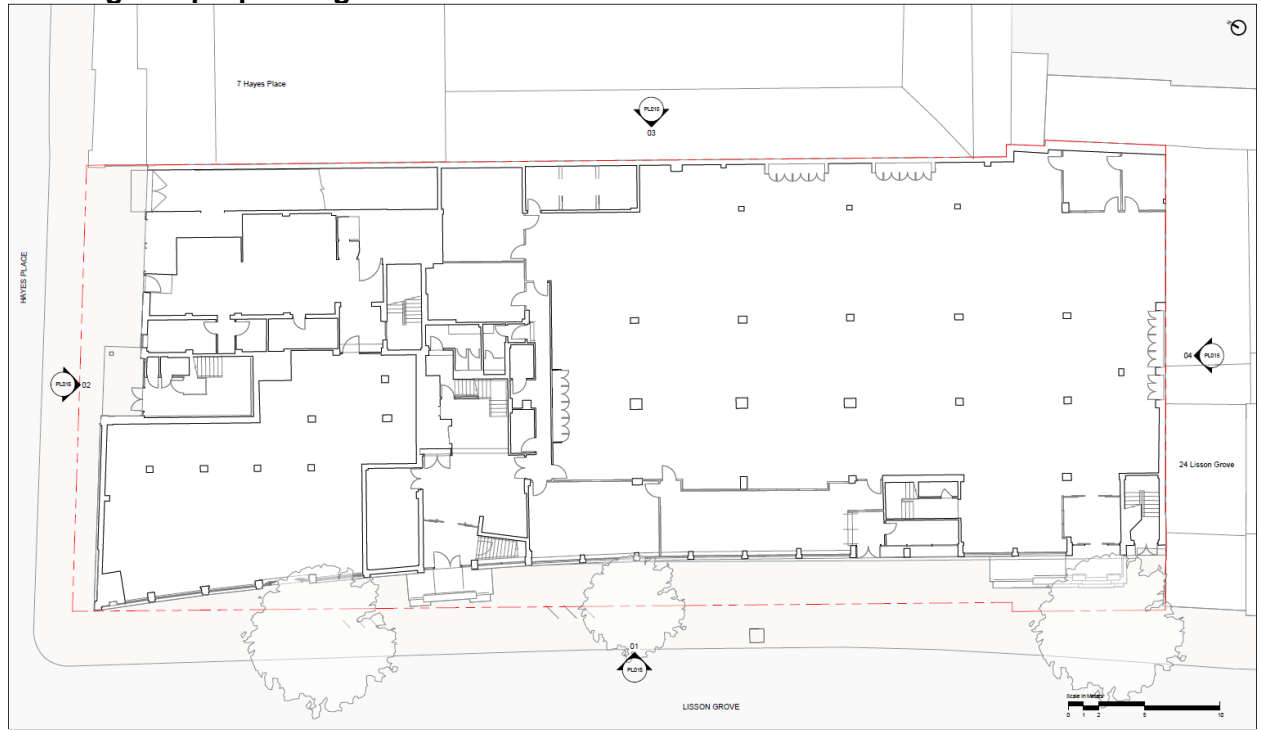 N
7 Hayes Place
PL015
03
HAYES PLACE
PL015
02
04
PL015
24 Lisson Grove
01
PL015
LISSON GROVE
Scale in Meters
0 1 2 5 10